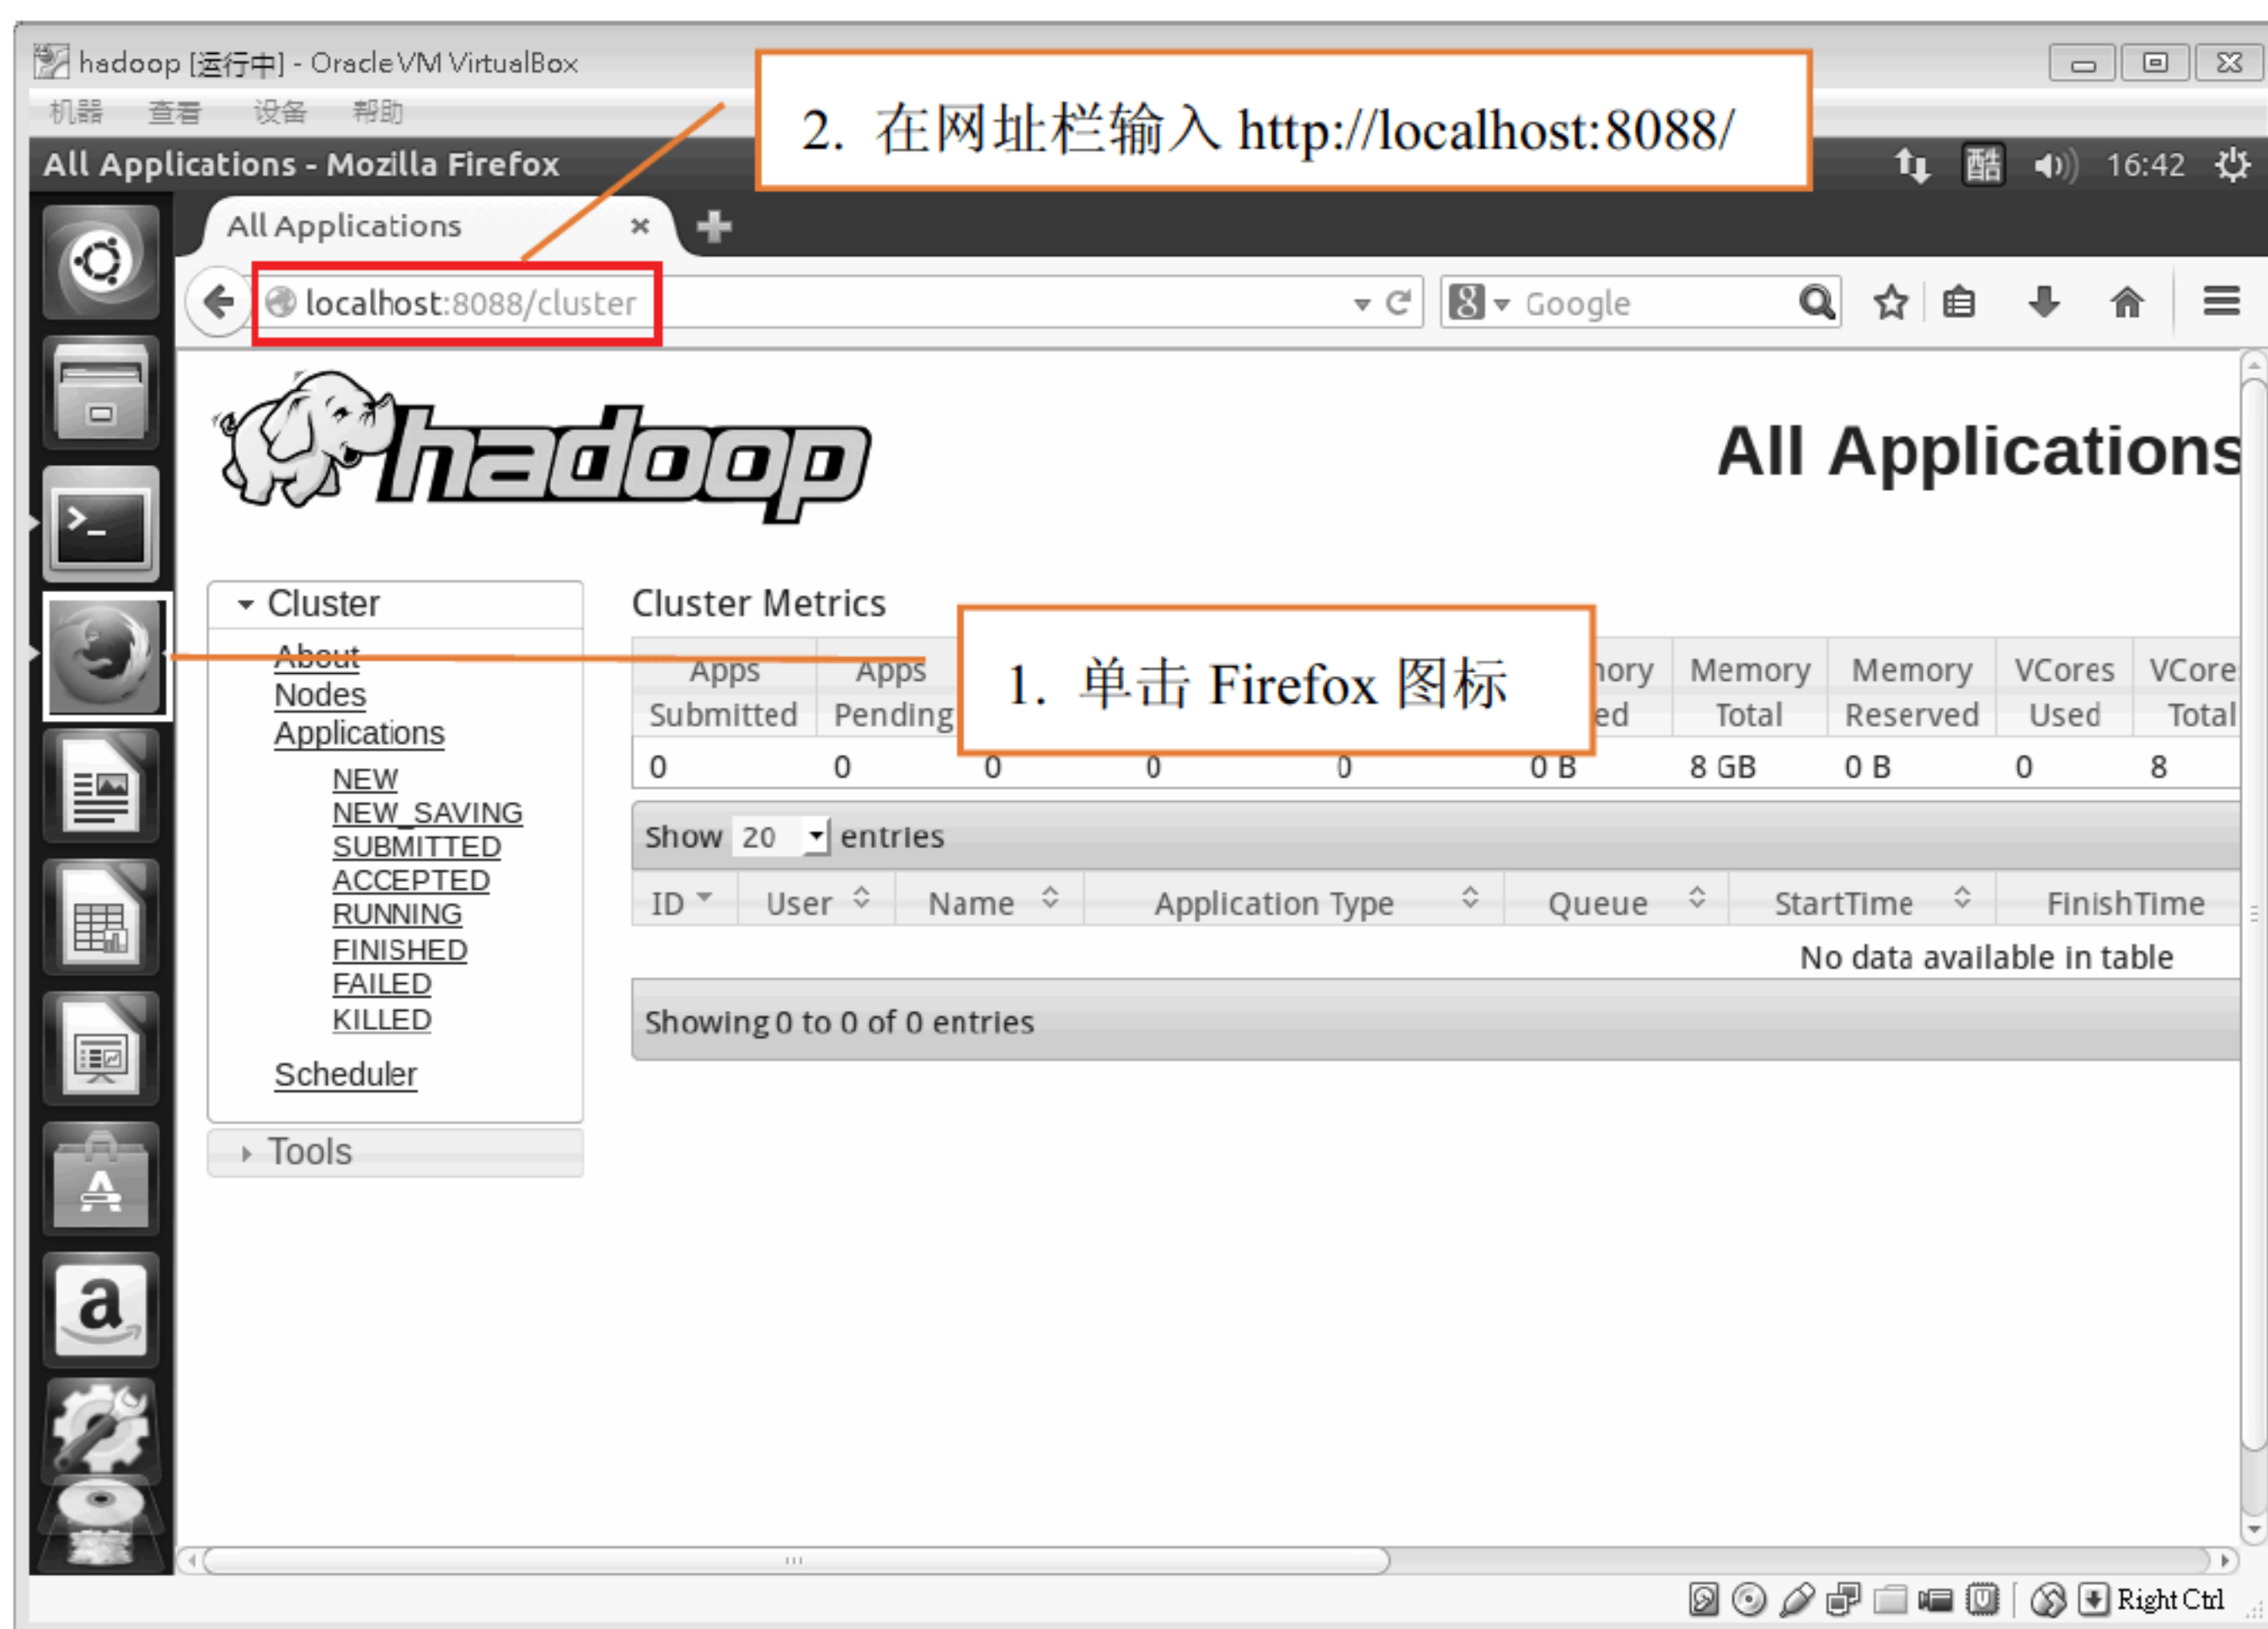 hadoop [运行中] - Oracle VM VirtualBox
机器 查看 设备 帮助
2. 在网址栏输入 http://localhost:8088/
All Applications - Mozilla Firefox
酷 16:42
All Applications
localhost:8088/cluster
8 Google
hadoop
All Applications
Cluster
About
Nodes
Applications
NEW
NEW_SAVING
SUBMITTED
ACCEPTED
RUNNING
FINISHED
FAILED
KILLED
Scheduler
Tools
Cluster Metrics
1. 单击 Firefox 图标
Apps Submitted Apps Pending Memory Total Memory Reserved VCores Used VCore Total
0 0 0 0 0 0 B 8 GB 0 B 0 8
Show 20 entries
ID User Name Application Type Queue StartTime FinishTime
No data available in table
Showing 0 to 0 of 0 entries
Right Ctrl